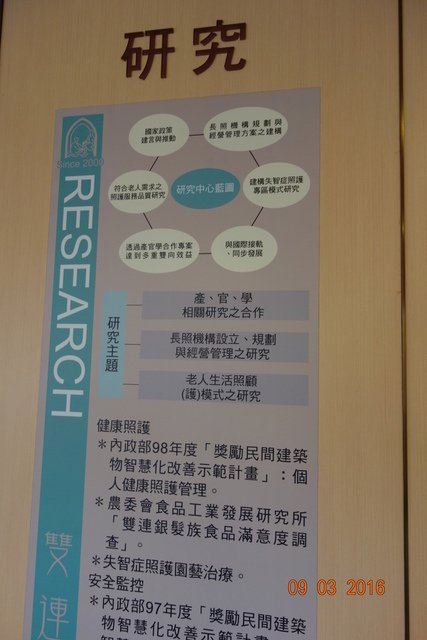 研究
Since 2000
RESEARCH
國家政策
建言與推動
長照機構規劃與
經營管理方案之建構
符合老人需求之
照護服務品質研究
研究中心藍圖
建構失智症照護
專區模式研究
透過產官學合作專案
達到多重雙向效益
與國際接軌
、同步發展
研究主題
產、官、學
相關研究之合作
長照機構設立、規劃
與經營管理之研究
老人生活照顧
(護)模式之研究
健康照護
＊內政部98年度「獎勵民間建築
物智慧化改善示範計畫」：個
人健康照護管理。
＊農委會食品工業發展研究所
「雙連銀髮族食品滿意度調
查」。
＊失智症照護園藝治療。
安全監控
＊內政部97年度「獎勵民間建築
物智慧化改善示範計畫
雙連
09 03 2016